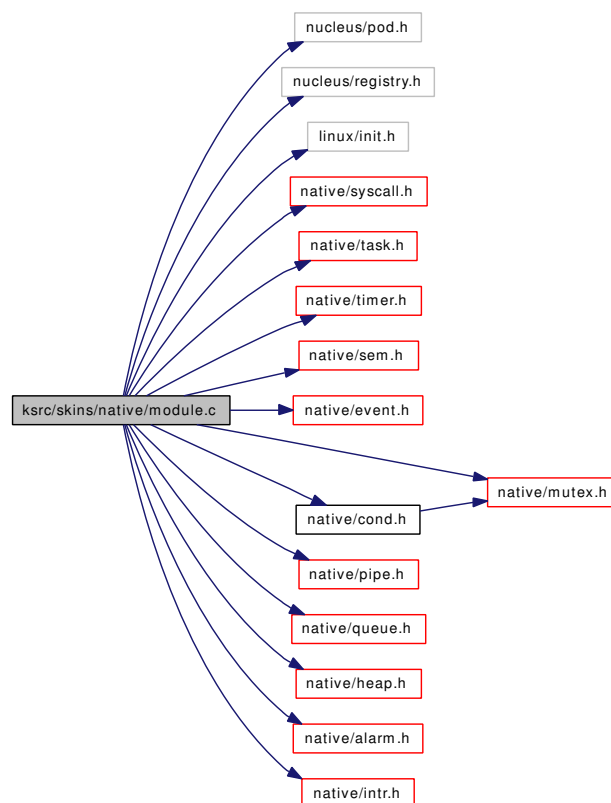 nucleus/pod.h
nucleus/registry.h
linux/init.h
native/syscall.h
native/task.h
native/timer.h
native/sem.h
ksrc/skins/native/module.c
native/event.h
native/mutex.h
native/cond.h
native/pipe.h
native/queue.h
native/heap.h
native/alarm.h
native/intr.h